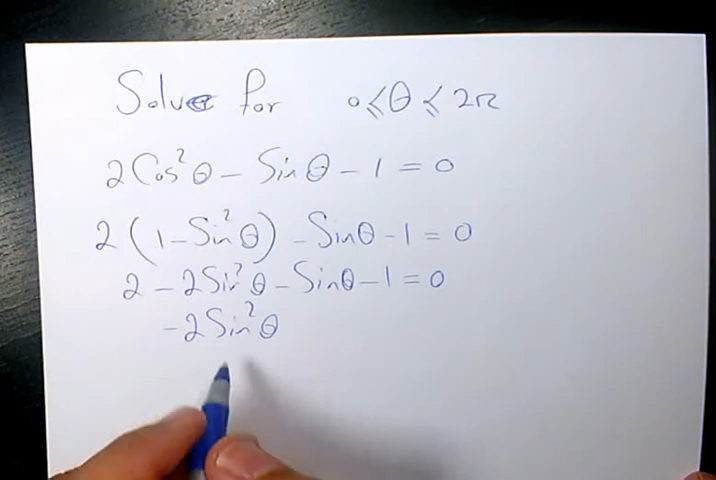 Solve for 0 ⩽ θ ⩽ 2π
2Cos²θ - Sinθ - 1 = 0
2(1 - Sin²θ) - Sinθ - 1 = 0
2 - 2Sin²θ - Sinθ - 1 = 0
-2Sin²θ